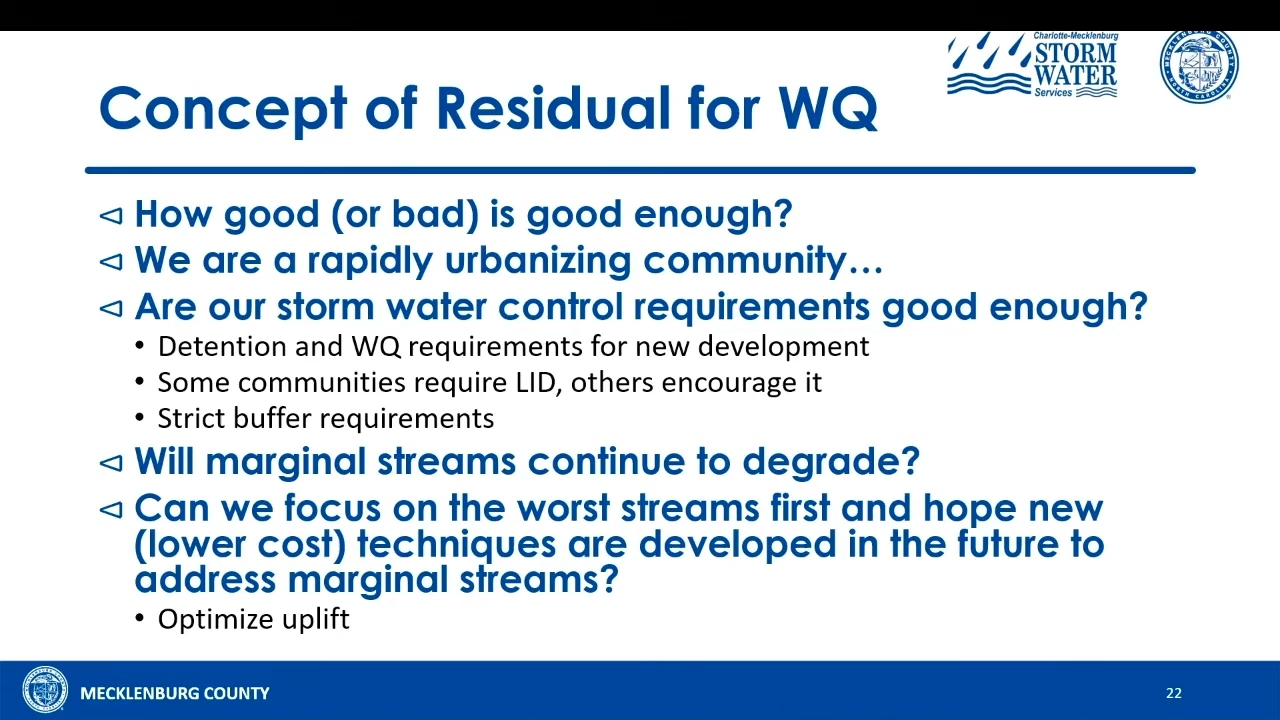 Charlotte-Mecklenburg
STORM
WATER
Services
MECKLENBURG COUNTY
NORTH CAROLINA
Concept of Residual for WQ
How good (or bad) is good enough?
We are a rapidly urbanizing community…
Are our storm water control requirements good enough?
• Detention and WQ requirements for new development
• Some communities require LID, others encourage it
• Strict buffer requirements
Will marginal streams continue to degrade?
Can we focus on the worst streams first and hope new
(lower cost) techniques are developed in the future to
address marginal streams?
• Optimize uplift
MECKLENBURG COUNTY
22